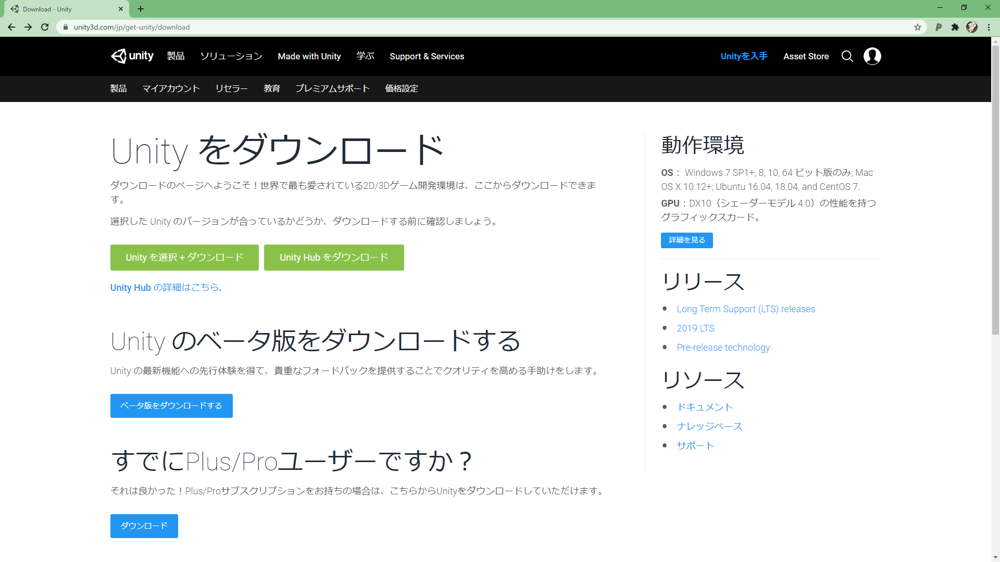 Download - Unity
unity3d.com/jp/get-unity/download
unity 製品 ソリューション Made with Unity 学ぶ Support & Services Unityを入手 Asset Store
製品 マイアカウント リセラー 教育 プレミアムサポート 価格設定
Unity をダウンロード
ダウンロードのページへようこそ！世界で最も愛されている2D/3Dゲーム開発環境は、ここからダウンロードできま
す。
選択した Unity のバージョンが合っているかどうか、ダウンロードする前に確認しましょう。
Unity を選択 + ダウンロード
Unity Hub をダウンロード
Unity Hub の詳細はこちら.
Unity のベータ版をダウンロードする
Unity の最新機能への先行体験を得て、貴重なフォードバックを提供することでクオリティを高める手助けをします。
ベータ版をダウンロードする
すでにPlus/Proユーザーですか？
それは良かった！Plus/Proサブスクリプションをお持ちの場合は、こちらからUnityをダウンロードしていただけます。
ダウンロード
動作環境
OS： Windows 7 SP1+, 8, 10, 64 ビット版のみ; Mac
OS X 10.12+; Ubuntu 16.04, 18.04, and CentOS 7.
GPU：DX10（シェーダーモデル 4.0）の性能を持つ
グラフィックスカード。
詳細を見る
リリース
Long Term Support (LTS) releases
2019 LTS
Pre-release technology
リソース
ドキュメント
ナレッジベース
サポート